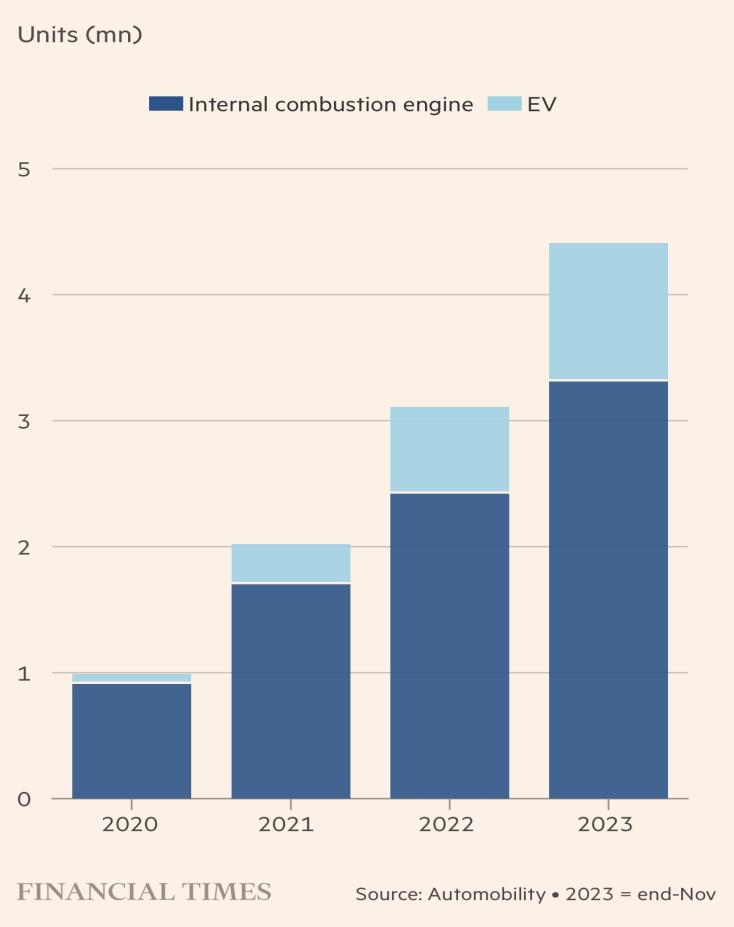 Units (mn)
Internal combustion engine EV
5
4
3
2
1
0
2020 2021 2022 2023
FINANCIAL TIMES Source: Automobility • 2023 = end-Nov